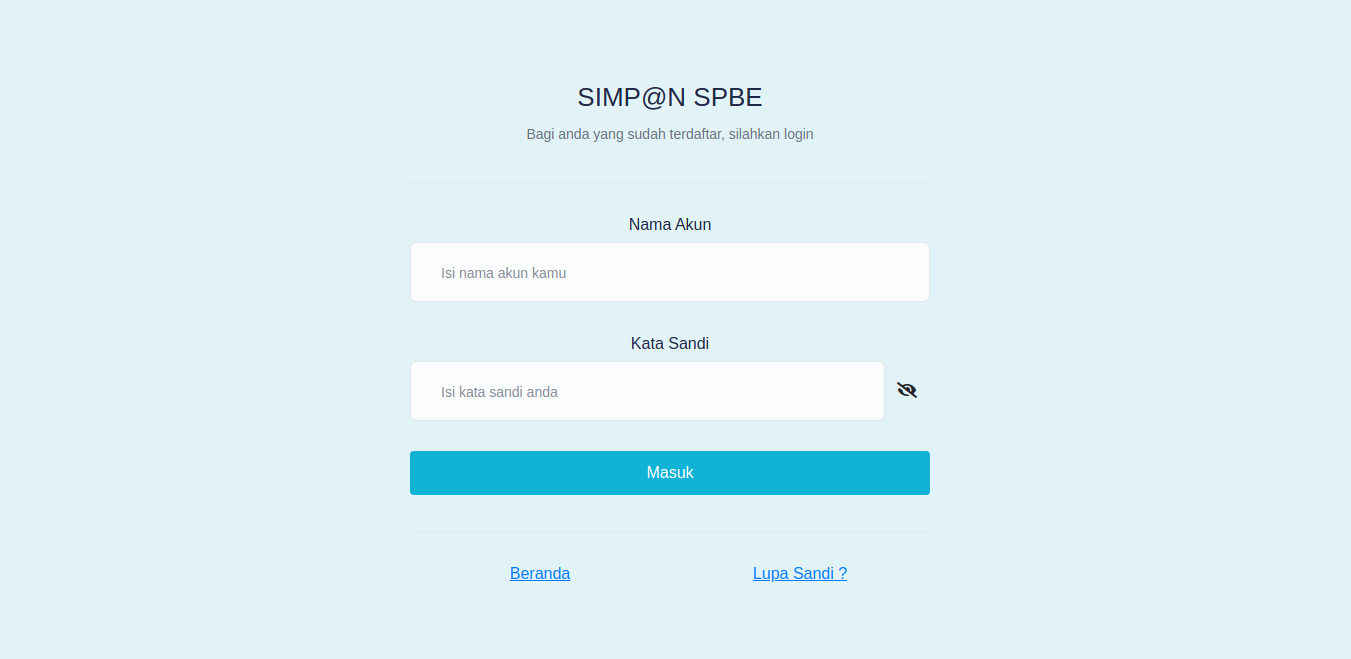 SIMP@N SPBE
Bagi anda yang sudah terdaftar, silahkan login
Nama Akun
Isi nama akun kamu
Kata Sandi
Isi kata sandi anda
Masuk
Beranda
Lupa Sandi ?